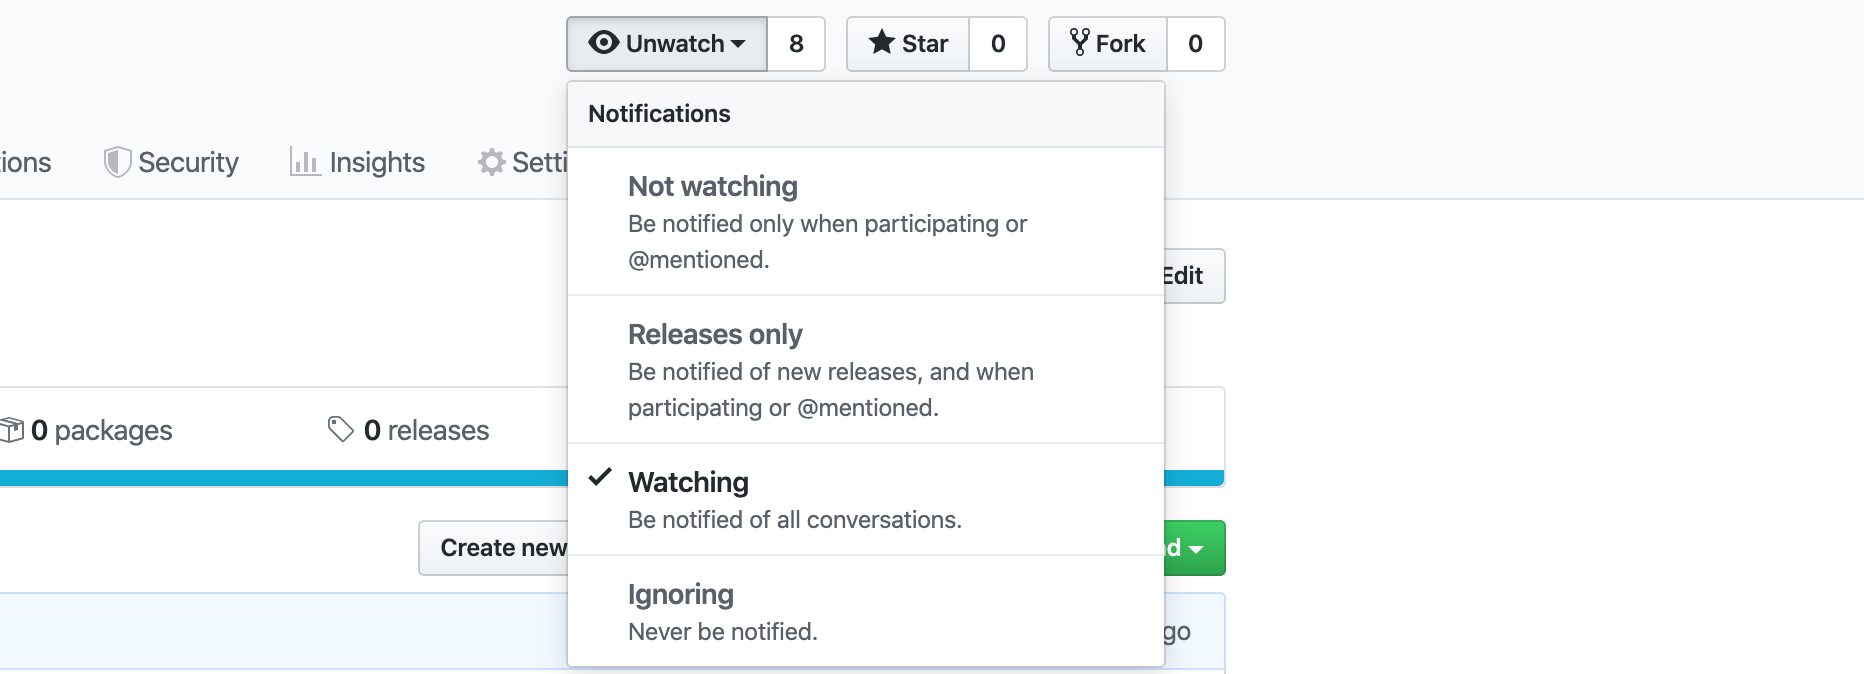 Unwatch 8 Star 0 Fork 0
Notifications
tions Security Insights Setti
Not watching
Be notified only when participating or
@mentioned.
Edit
Releases only
Be notified of new releases, and when
participating or @mentioned.
0 packages 0 releases
Watching
Be notified of all conversations.
Create new
d
Ignoring
Never be notified.
go